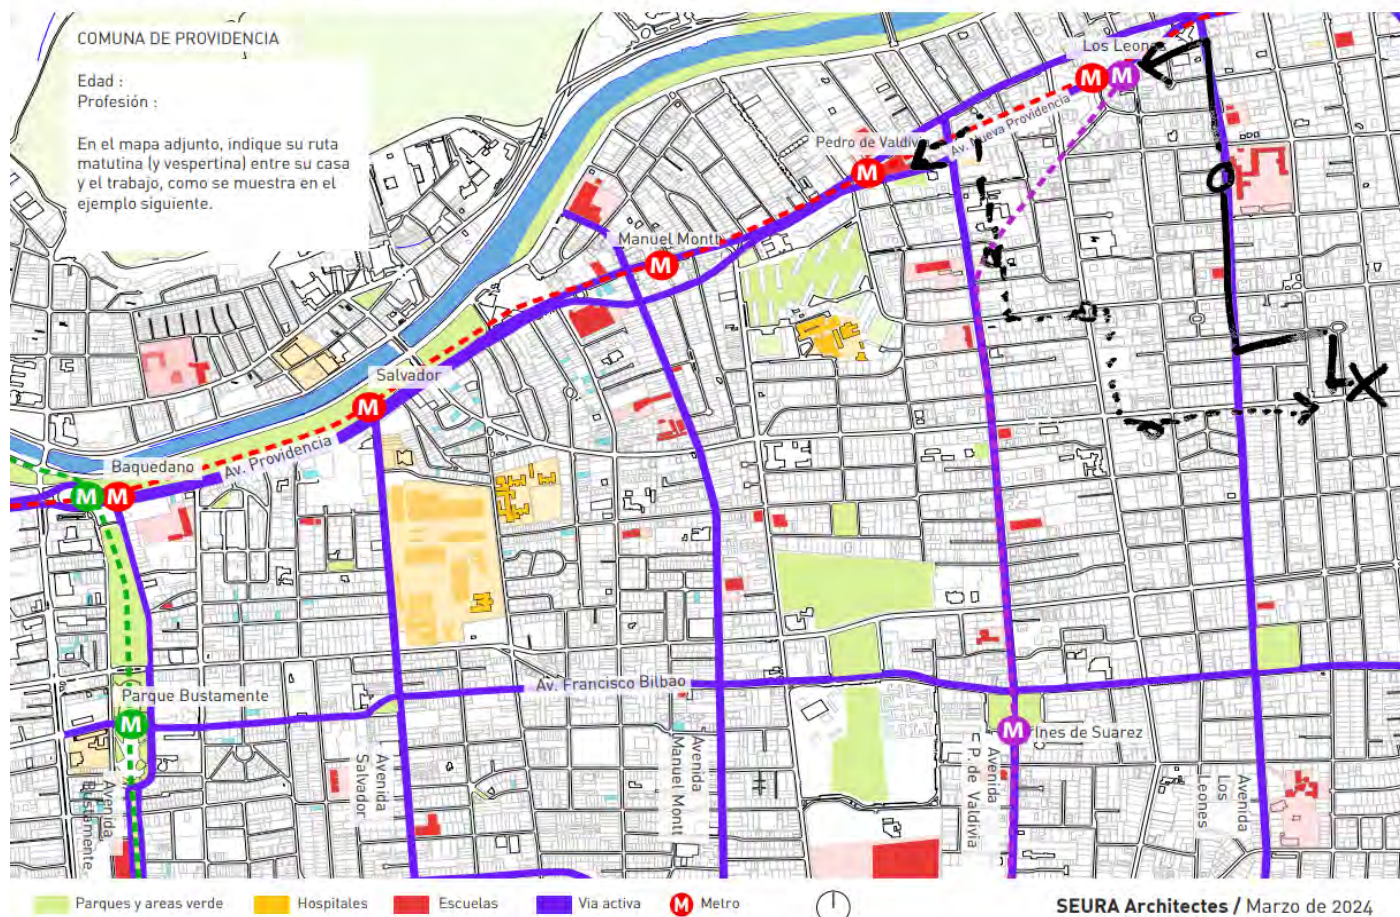 COMUNA DE PROVIDENCIA
Edad :
Profesión :
En el mapa adjunto, indique su ruta
matutina (y vespertina) entre su casa
y el trabajo, como se muestra en el
ejemplo siguiente.
Los Leones
M
M
Av. Nueva Providencia
Pedro de Valdivia
M
Manuel Montt
M
Salvador
M
Av. Providencia
Baquedano
M
M
X
Av. Francisco Bilbao
Parque Bustamente
M
M
Ines de Suarez
Avenida
Bustamente
Avenida
Salvador
Avenida
Manuel Montt
Avenida
P. de Valdivia
Avenida
Los
Leones
Parques y areas verde
Hospitales
Escuelas
Via activa
M
Metro
SEURA Architectes / Marzo de 2024